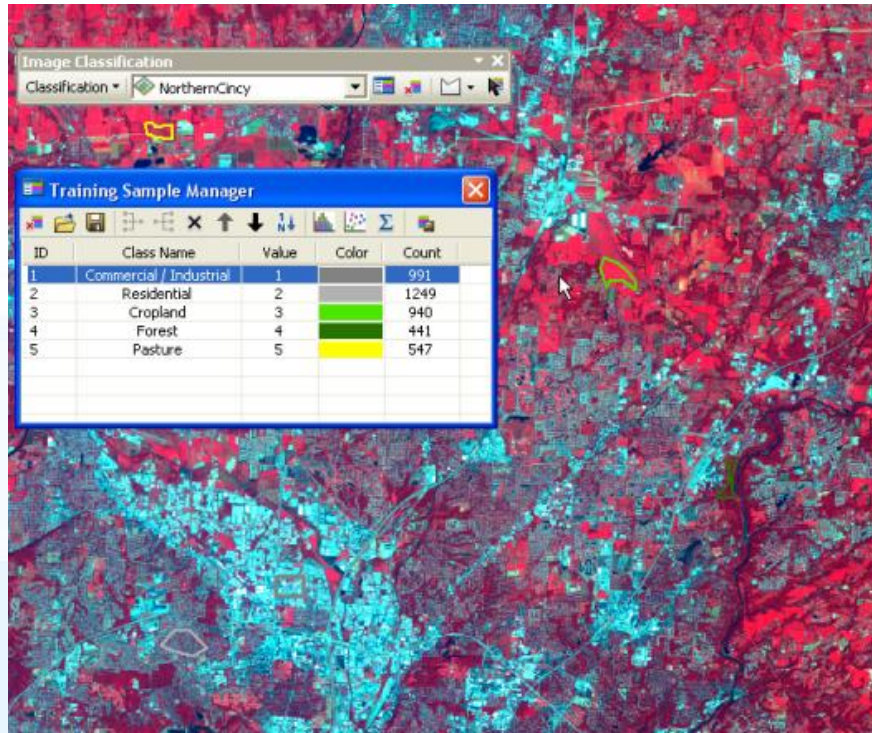 Image Classification
Classification NorthernCincy
Training Sample Manager
ID Class Name Value Color Count
1 Commercial / Industrial 1 991
2 Residential 2 1249
3 Cropland 3 940
4 Forest 4 441
5 Pasture 5 547